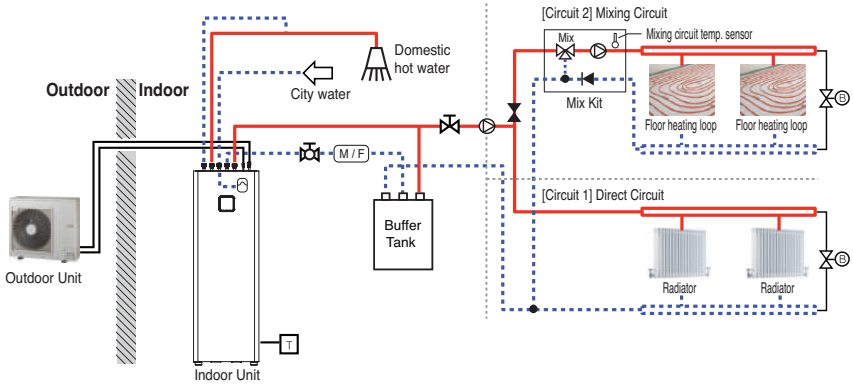 [Circuit 2] Mixing Circuit
Mix
Mixing circuit temp. sensor
Domestic
hot water
City water
Outdoor
Indoor
Mix Kit
Floor heating loop
Floor heating loop
B
M / F
[Circuit 1] Direct Circuit
Buffer
Tank
B
Outdoor Unit
Radiator
Radiator
T
Indoor Unit